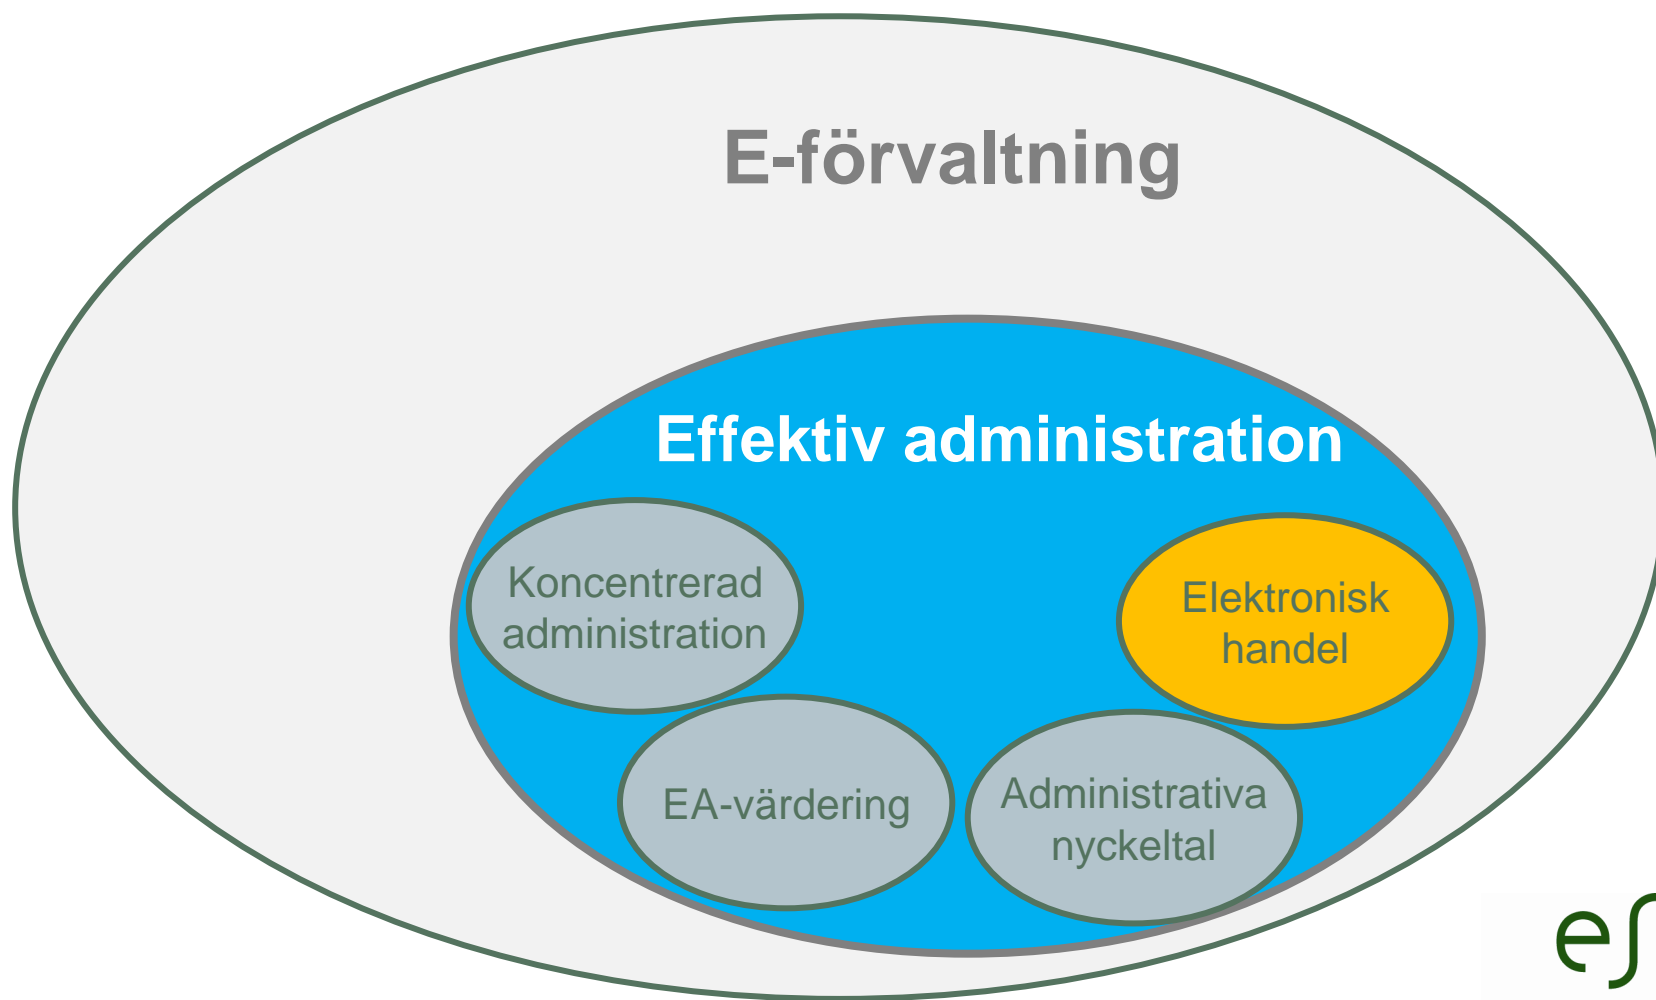 E-förvaltning
Effektiv administration
Koncentrerad
administration
Elektronisk
handel
EA-värdering
Administrativa
nyckeltal